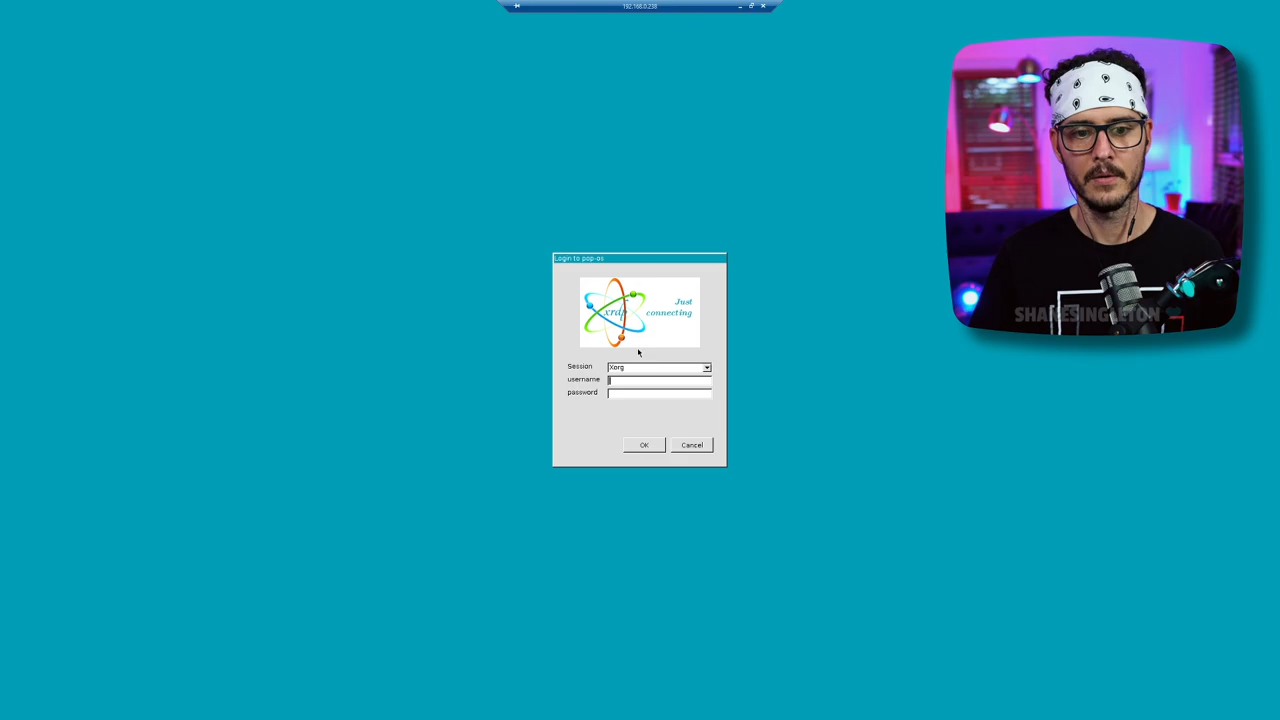 192.168.0.238
Login to pop-os
xrdp
Just
connecting
Session
Xorg
username
password
OK
Cancel
SHANESINGLETON